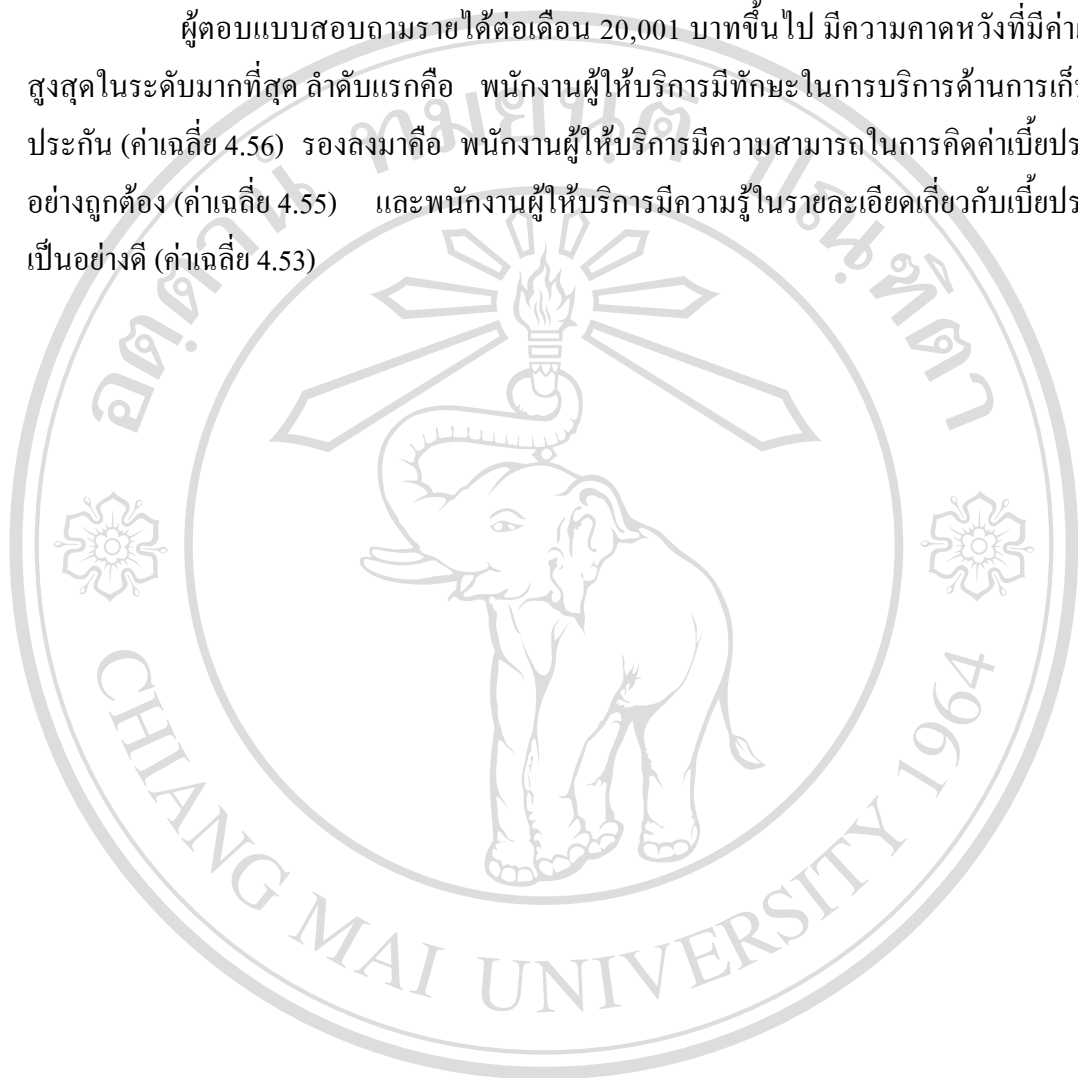 ผู้ตอบแบบสอบถามรายได้ต่อเดือน 20,001 บาทขึ้นไป มีความคาดหวังที่มี
สูงสุดในระดับมากที่สุด ลำดับแรกคือ พนักงานผู้ให้บริการมีทักษะในการบริการด้านการ
ประกัน (ค่าเฉลี่ย 4.56) รองลงมาคือ พนักงานผู้ให้บริการมีความสามารถในการคิดค่าเบี้ย
อย่างถูกต้อง (ค่าเฉลี่ย 4.55) และพนักงานผู้ให้บริการมีความรู้ในรายละเอียดเกี่ยวกับเบี้ย
เป็นอย่างดี (ค่าเฉลี่ย 4.53)
อตฺตานํ ทมยนฺติ ปณฺฑิตา
CHIANG MAI UNIVERSITY 1964